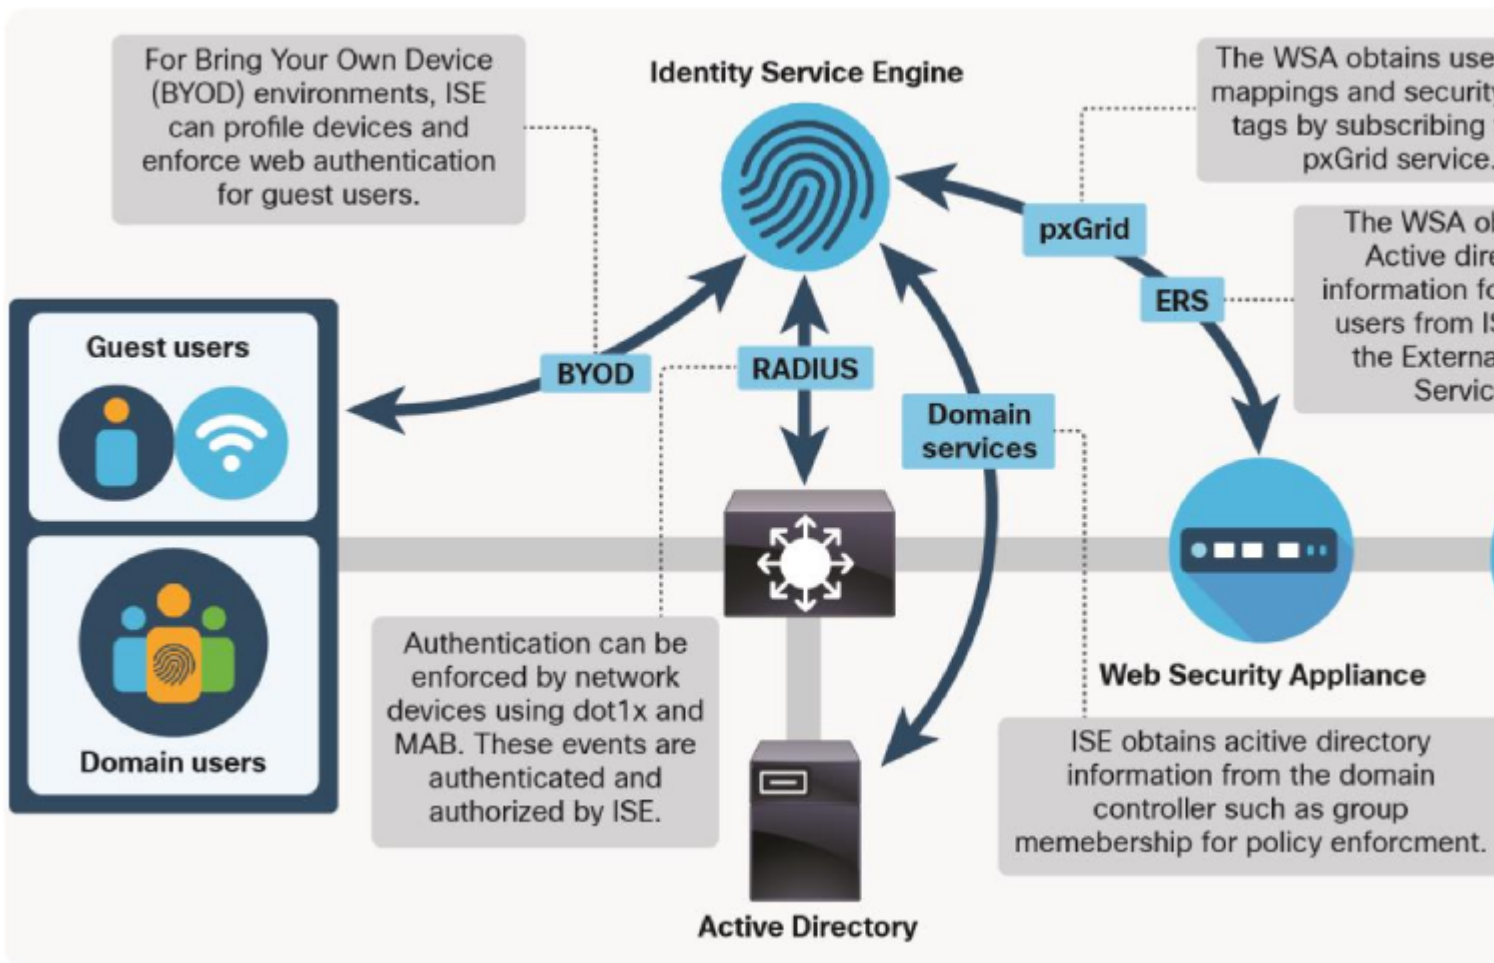 For Bring Your Own Device
(BYOD) environments, ISE
can profile devices and
enforce web authentication
for guest users.
Identity Service Engine
The WSA obtains use
mappings and security
tags by subscribing
pxGrid service.
pxGrid
The WSA ob
Active dire
information fo
users from IS
the Externa
Servic
ERS
Guest users
BYOD
RADIUS
Domain
services
Domain users
Authentication can be
enforced by network
devices using dot1x and
MAB. These events are
authenticated and
authorized by ISE.
Web Security Appliance
ISE obtains acitive directory
information from the domain
controller such as group
memebership for policy enforcment.
Active Directory